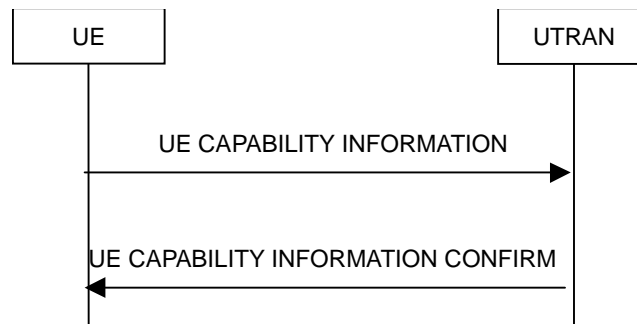 UE
UTRAN
UE CAPABILITY INFORMATION
UE CAPABILITY INFORMATION CONFIRM